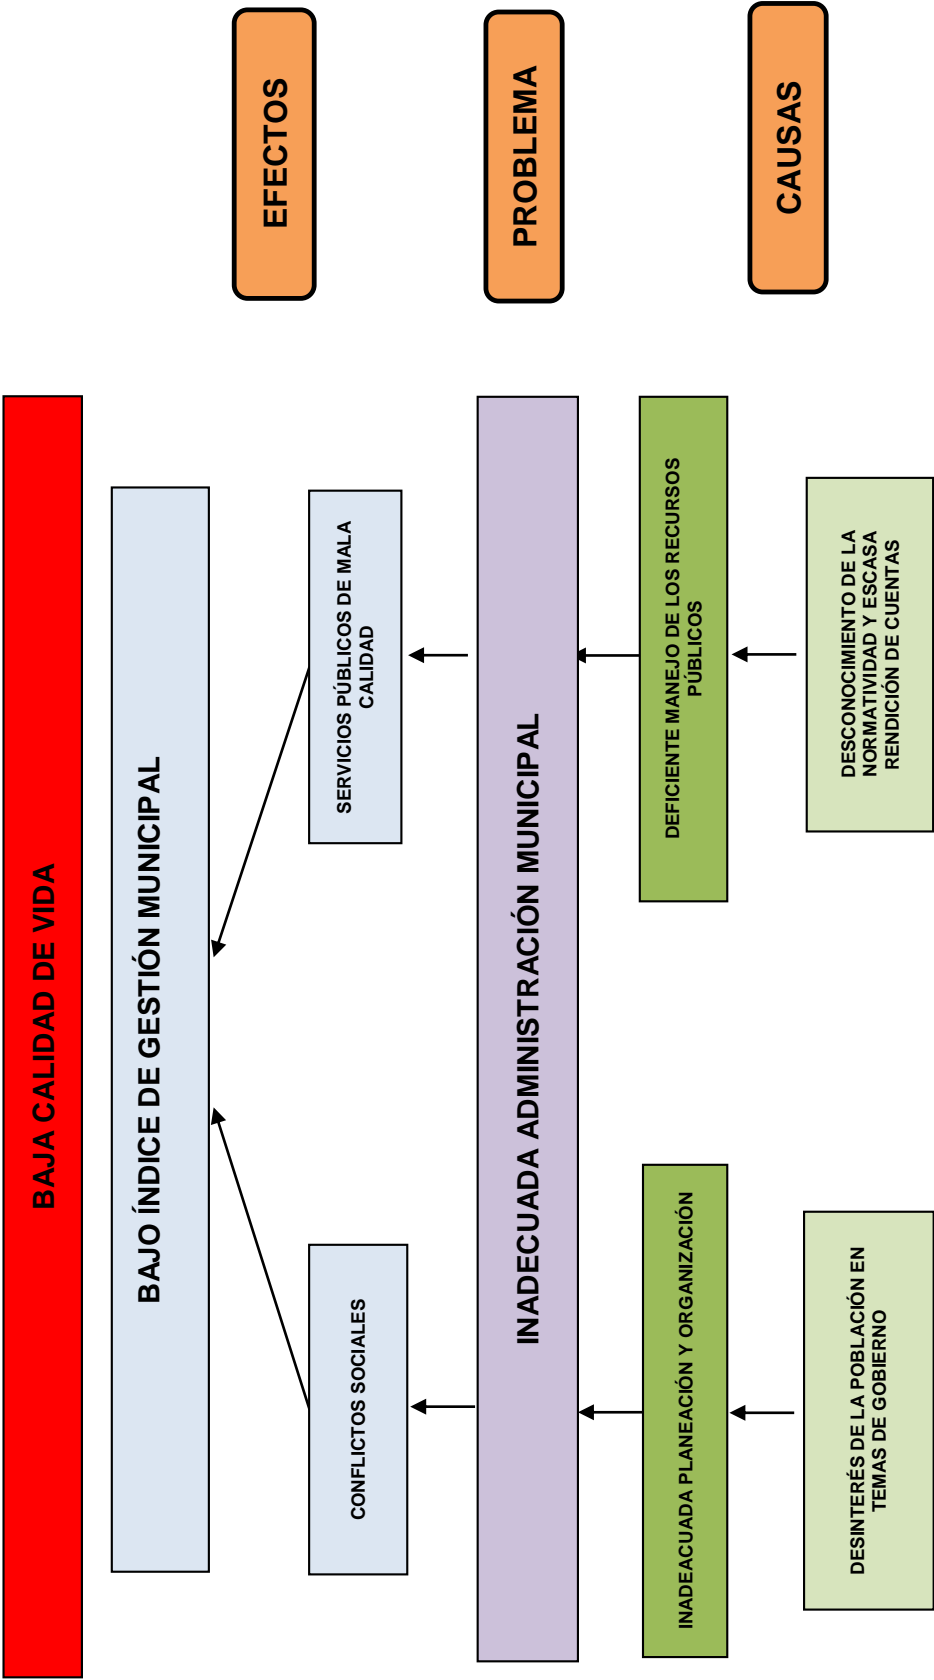 BAJA CALIDAD DE VIDA
BAJO ÍNDICE DE GESTIÓN MUNICIPAL
EFECTOS
CONFLICTOS SOCIALES
SERVICIOS PÚBLICOS DE MALA
CALIDAD
INADECUADA ADMINISTRACIÓN MUNICIPAL
PROBLEMA
INADEACUADA PLANEACIÓN Y ORGANIZACIÓN
DEFICIENTE MANEJO DE LOS RECURSOS
PÚBLICOS
CAUSAS
DESINTERÉS DE LA POBLACIÓN EN
TEMAS DE GOBIERNO
DESCONOCIMIENTO DE LA
NORMATIVIDAD Y ESCASA
RENDICIÓN DE CUENTAS